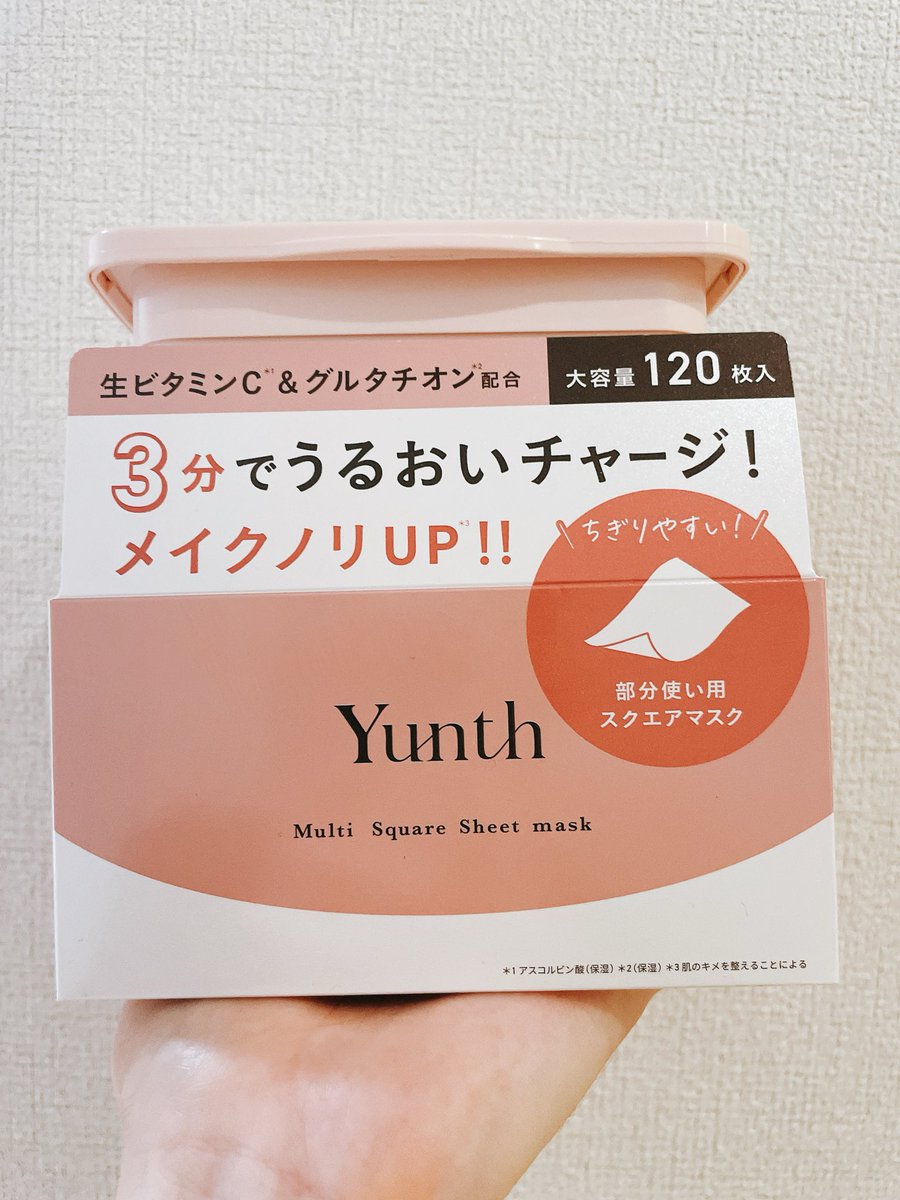 生ビタミンC*1&グルタチオン*2配合
大容量120枚入
3分でうるおいチャージ!
メイクノリUP*3!!
\ちぎりやすい!/
部分使い用
スクエアマスク
Yunth
Multi Square Sheet mask
*1アスコルビン酸(保湿) *2(保湿) *3肌のキメを整えることによる